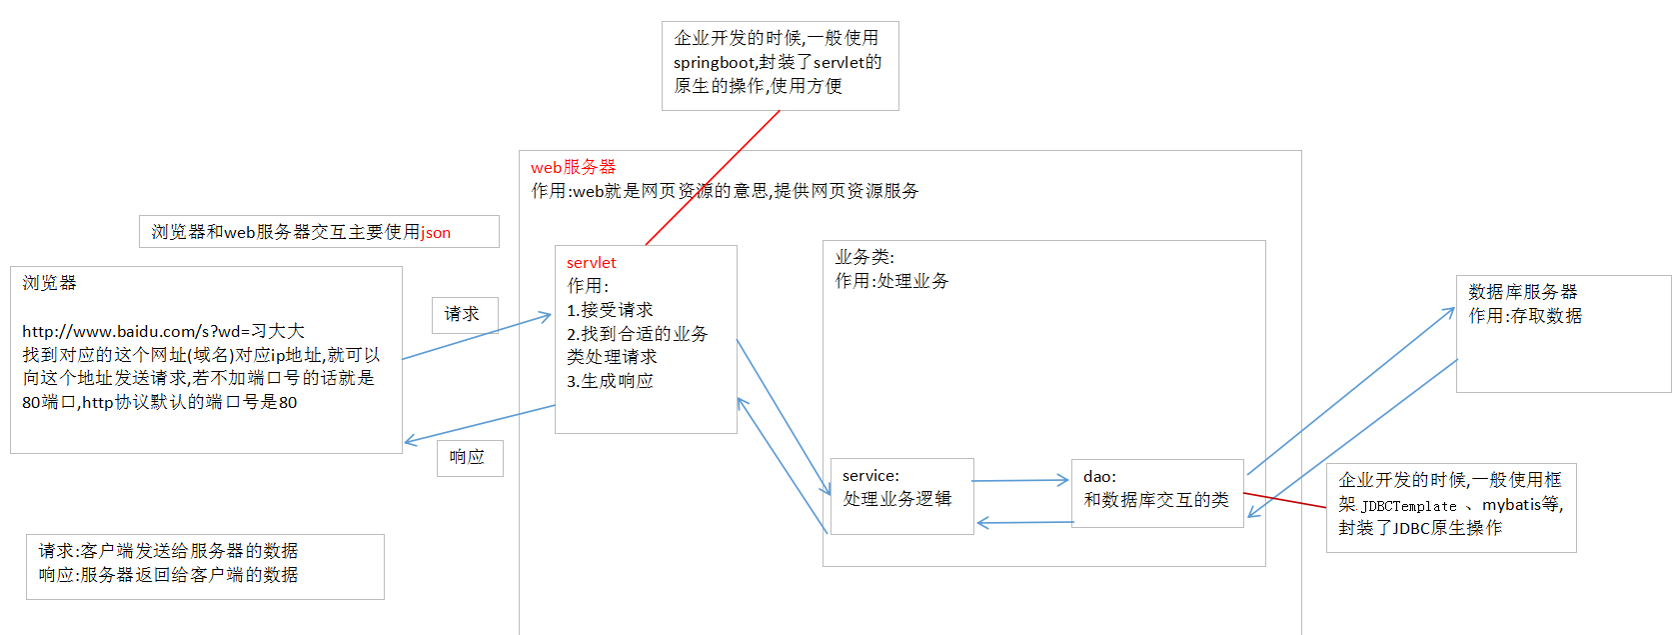 企业开发的时候,一般使用
springboot,封装了servlet的
原生的操作,使用方便
web服务器
作用:web就是网页资源的意思,提供网页资源服务
浏览器和web服务器交互主要使用json
浏览器
http://www.baidu.com/s?wd=习大大
找到对应的这个网址(域名)对应ip地址,就可以
向这个地址发送请求,若不加端口号的话就是
80端口,http协议默认的端口号是80
请求
响应
servlet
作用:
1.接受请求
2.找到合适的业务
类处理请求
3.生成响应
业务类:
作用:处理业务
service:
处理业务逻辑
dao:
和数据库交互的类
数据库服务器
作用:存取数据
企业开发的时候,一般使用框
架.JDBCTemplate 、mybatis等,
封装了JDBC原生操作
请求:客户端发送给服务器的数据
响应:服务器返回给客户端的数据